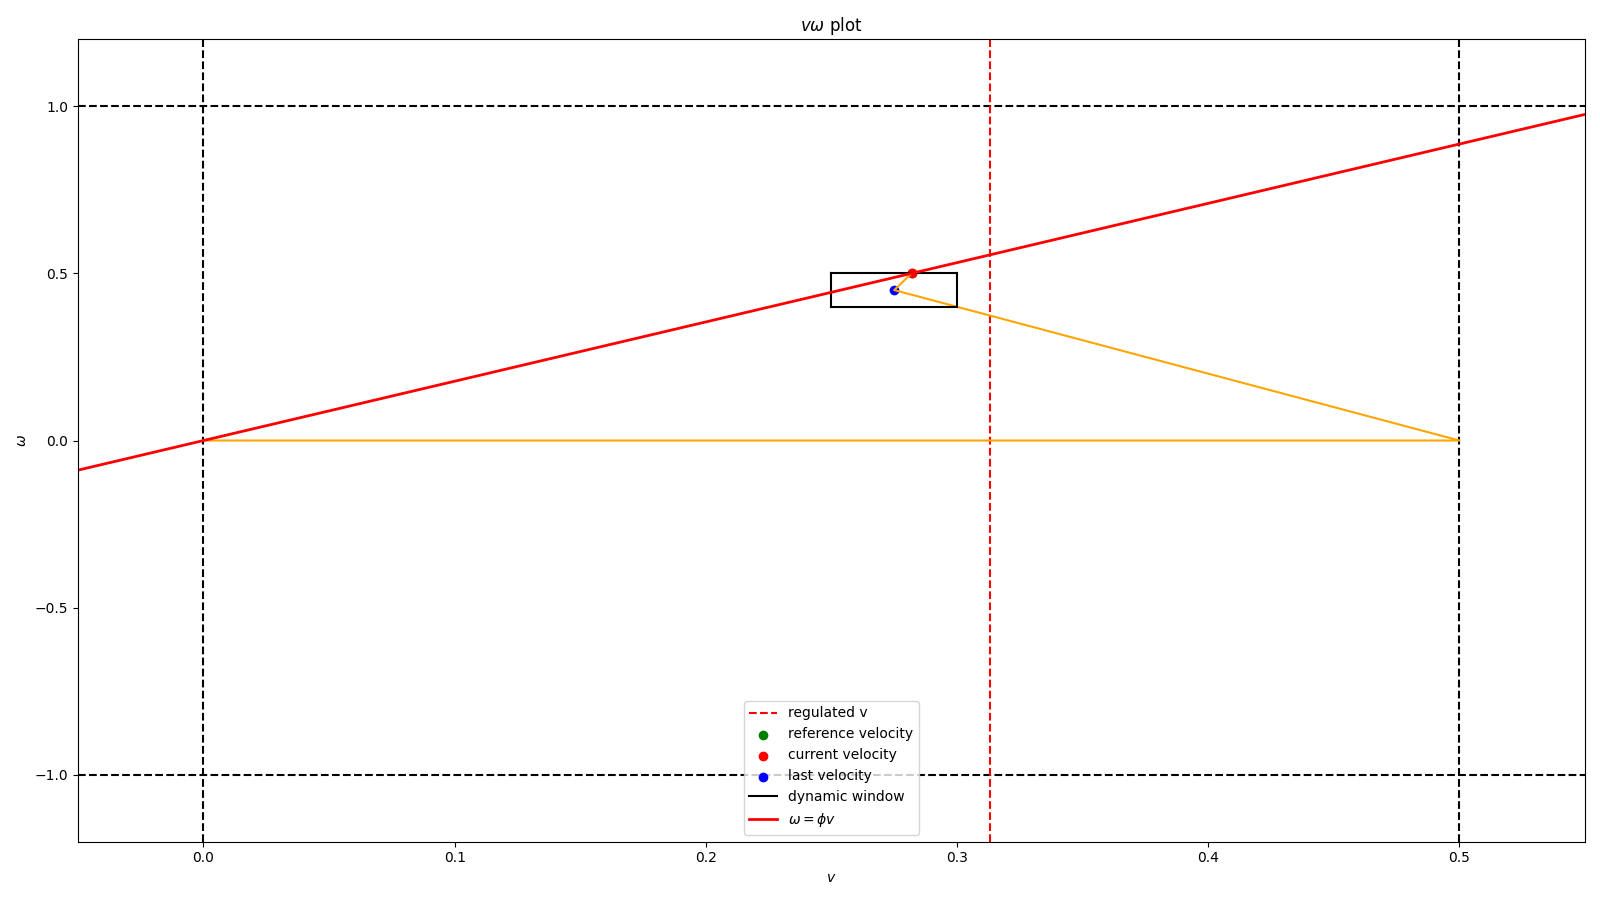 vω plot
1.0
0.5
0.0
−0.5
−1.0
ω
regulated v
reference velocity
current velocity
last velocity
dynamic window
ω = ϕv
0.0 0.1 0.2 0.3 0.4 0.5
v